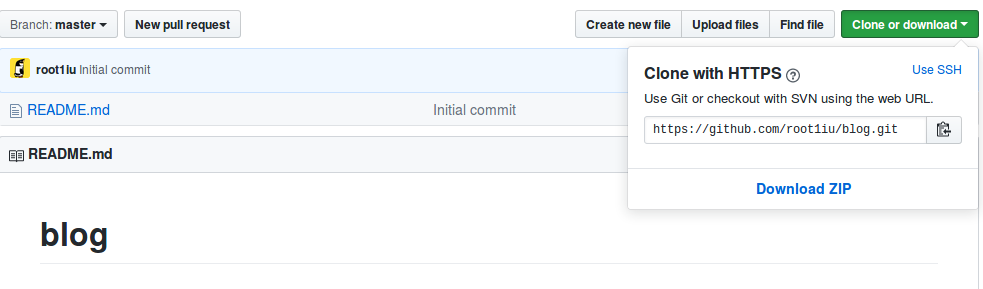 Branch: master
New pull request
Create new file
Upload files
Find file
Clone or download
root1iu Initial commit
Clone with HTTPS ?
Use SSH
Use Git or checkout with SVN using the web URL.
https://github.com/root1iu/blog.git
Download ZIP
README.md
Initial commit
README.md
blog